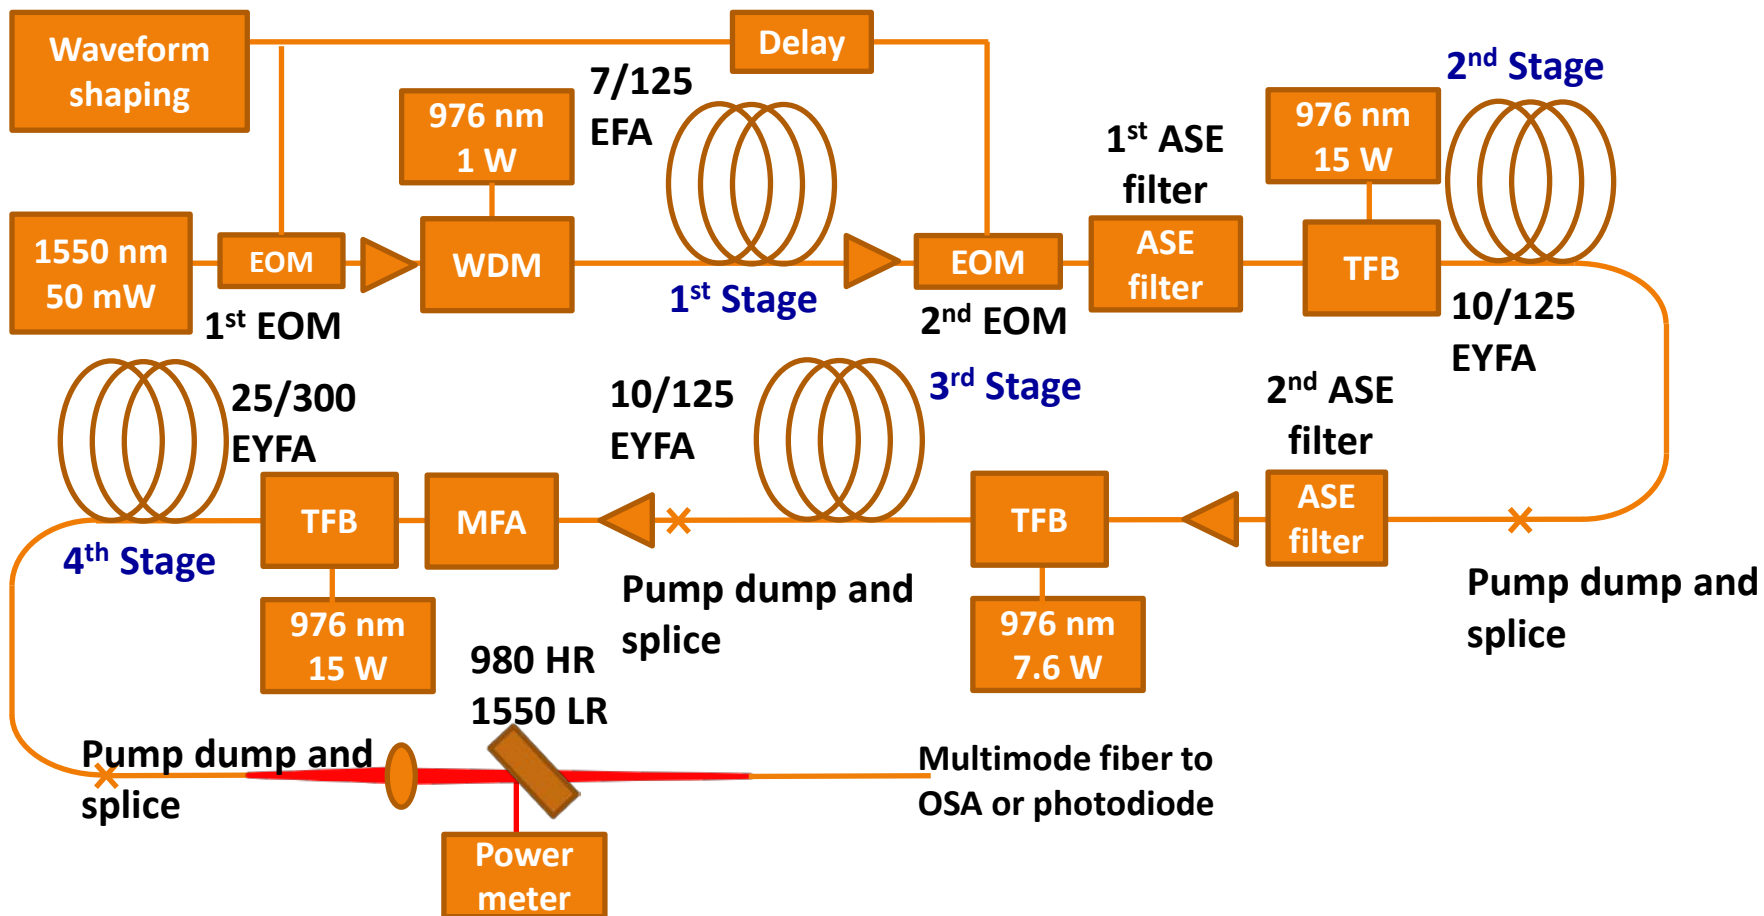 Waveform
shaping
Delay
7/125
EFA
2nd Stage
976 nm
1 W
1st ASE
filter
976 nm
15 W
1550 nm
50 mW
EOM
WDM
EOM
ASE
filter
TFB
1st EOM
1st Stage
2nd EOM
10/125
EYFA
25/300
EYFA
10/125
EYFA
3rd Stage
2nd ASE
filter
TFB
MFA
TFB
ASE
filter
4th Stage
Pump dump and
splice
Pump dump and
splice
976 nm
15 W
976 nm
7.6 W
980 HR
1550 LR
Pump dump and
splice
Multimode fiber to
OSA or photodiode
Power
meter